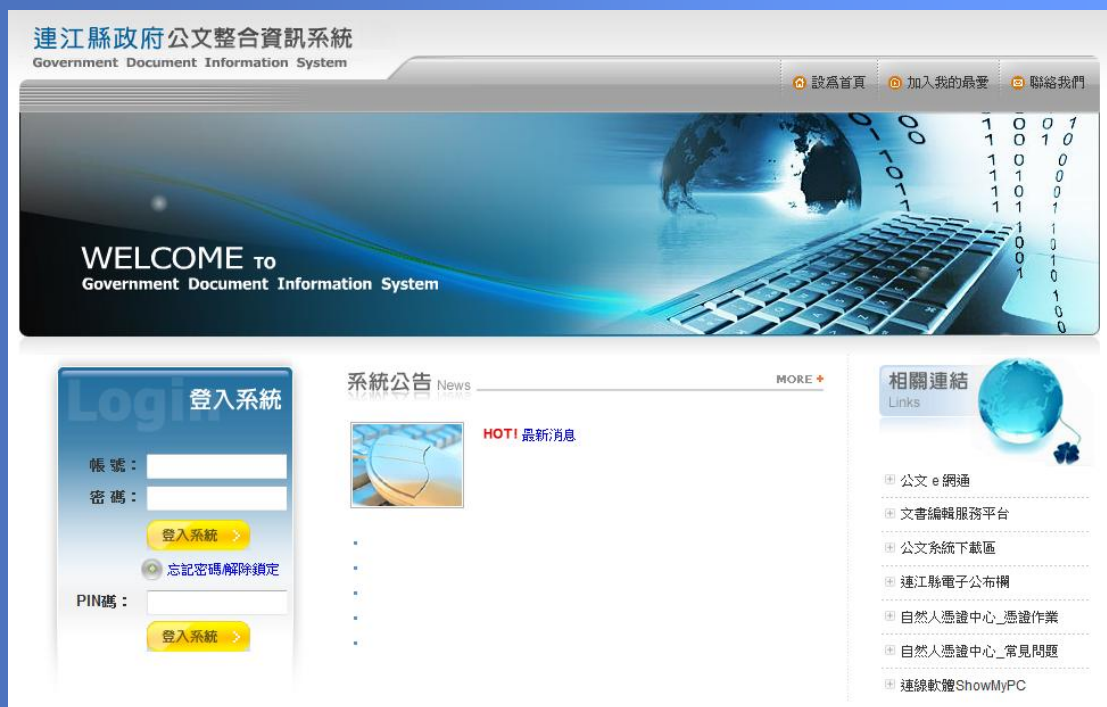 連江縣政府公文整合資訊系統
Government Document Information System
設為首頁 加入我的最愛 聯絡我們
WELCOME TO
Government Document Information System
Login 登入系統
帳號：
密碼：
登入系統
忘記密碼/解除鎖定
PIN碼：
登入系統
系統公告 News MORE
HOT! 最新消息
相關連結
Links
公文 e 網通
文書編輯服務平台
公文系統下載區
連江縣電子公布欄
自然人憑證中心_憑證作業
自然人憑證中心_常見問題
連線軟體ShowMyPC